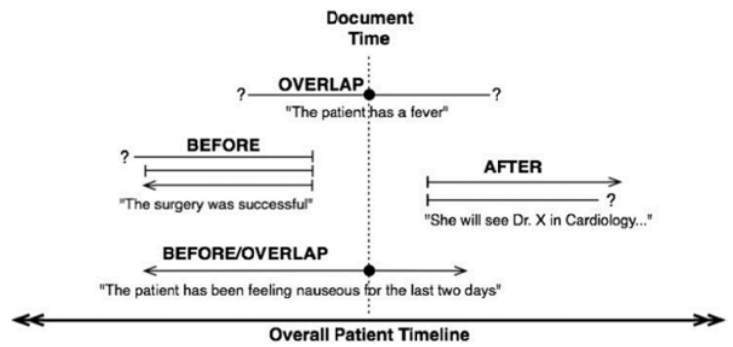 Document
Time
OVERLAP
? ?
"The patient has a fever"
BEFORE
?
"The surgery was successful"
AFTER
?
"She will see Dr. X in Cardiology..."
BEFORE/OVERLAP
"The patient has been feeling nauseous for the last two days"
Overall Patient Timeline